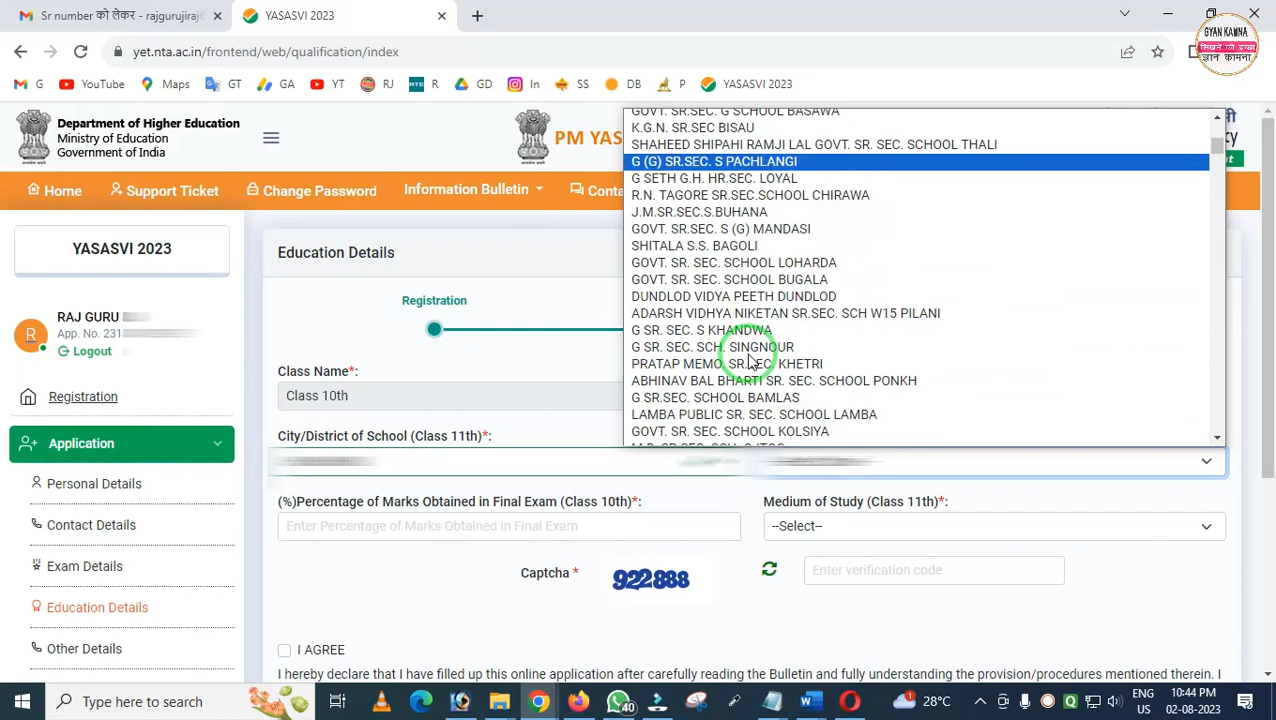 Sr number को लेकर - rajgurujiraj@
YASASVI 2023
GYAN KAMNA
yet.nta.ac.in/frontend/web/qualification/index
G
YouTube
Maps
GT
GA
YT
RJ
RTE R
GD
In
SS
DB
P
YASASVI 2023
Department of Higher Education
Ministry of Education
Government of India
PM YAS
GOVT. SR.SEC. G SCHOOL BASAWA
K.G.N. SR.SEC BISAU
SHAHEED SHIPAHI RAMJI LAL GOVT. SR. SEC. SCHOOL THALI
G (G) SR.SEC. S PACHLANGI
G SETH G.H. HR.SEC. LOYAL
R.N. TAGORE SR.SEC.SCHOOL CHIRAWA
J.M.SR.SEC.S.BUHANA
GOVT. SR.SEC. S (G) MANDASI
SHITALA S.S. BAGOLI
GOVT. SR. SEC. SCHOOL LOHARDA
GOVT. SR. SEC. SCHOOL BUGALA
DUNDLOD VIDYA PEETH DUNDLOD
ADARSH VIDHYA NIKETAN SR.SEC. SCH W15 PILANI
G SR. SEC. S KHANDWA
G SR. SEC. SCH. SINGNOUR
PRATAP MEMO. SR.SEC. KHETRI
ABHINAV BAL BHARTI SR. SEC. SCHOOL PONKH
G SR.SEC. SCHOOL BAMLAS
LAMBA PUBLIC SR. SEC. SCHOOL LAMBA
GOVT. SR. SEC. SCHOOL KOLSIYA
Home
Support Ticket
Change Password
Information Bulletin
Conta
YASASVI 2023
R
RAJ GURU
App. No. 231
Logout
Registration
Application
Personal Details
Contact Details
Exam Details
Education Details
Other Details
Education Details
Registration
Class Name*:
Class 10th
City/District of School (Class 11th)*:
(%)Percentage of Marks Obtained in Final Exam (Class 10th)*:
Medium of Study (Class 11th)*:
Enter Percentage of Marks Obtained in Final Exam
--Select--
Captcha *
922888
Enter verification code
I AGREE
I hereby declare that I have filled up this online application after carefully reading the Bulletin and fully understanding the provision/procedures mentioned therein. I
Type here to search
40
28°C
ENG
US
10:44 PM
02-08-2023